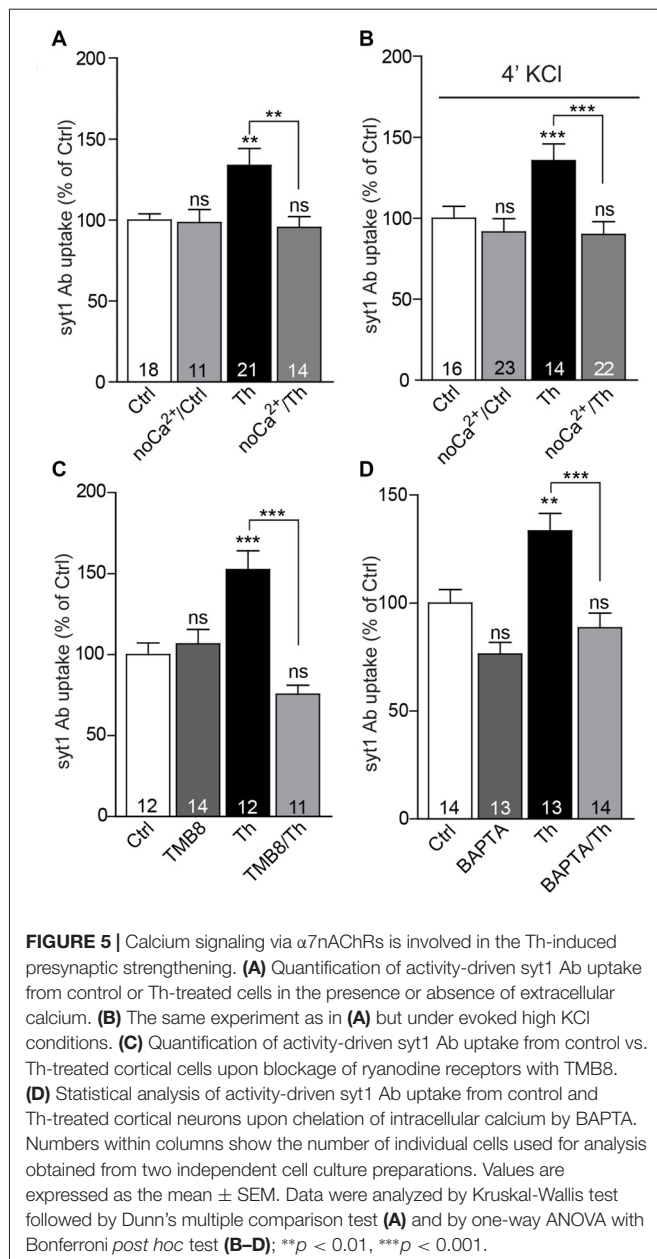 A
200
150
100
50
0
syt1 Ab uptake (% of Ctrl)
ns
**
**
ns
18
11
21
14
Ctrl
noCa²⁺/Ctrl
Th
noCa²⁺/Th
B
4' KCl
200
150
100
50
0
syt1 Ab uptake (% of Ctrl)
ns
***
***
ns
16
23
14
22
Ctrl
noCa²⁺/Ctrl
Th
noCa²⁺/Th
C
200
150
100
50
0
syt1 Ab uptake (% of Ctrl)
ns
***
***
ns
12
14
12
11
Ctrl
TMB8
Th
TMB8/Th
D
150
100
50
0
syt1 Ab uptake (% of Ctrl)
ns
**
***
ns
14
13
13
14
Ctrl
BAPTA
Th
BAPTA/Th
FIGURE 5 | Calcium signaling via α7nAChRs is involved in the Th-induced
presynaptic strengthening. (A) Quantification of activity-driven syt1 Ab uptake
from control or Th-treated cells in the presence or absence of extracellular
calcium. (B) The same experiment as in (A) but under evoked high KCl
conditions. (C) Quantification of activity-driven syt1 Ab uptake from control vs.
Th-treated cortical cells upon blockage of ryanodine receptors with TMB8.
(D) Statistical analysis of activity-driven syt1 Ab uptake from control and
Th-treated cortical neurons upon chelation of intracellular calcium by BAPTA.
Numbers within columns show the number of individual cells used for analysis
obtained from two independent cell culture preparations. Values are
expressed as the mean ± SEM. Data were analyzed by Kruskal-Wallis test
followed by Dunn's multiple comparison test (A) and by one-way ANOVA with
Bonferroni post hoc test (B–D); **p < 0.01, ***p < 0.001.